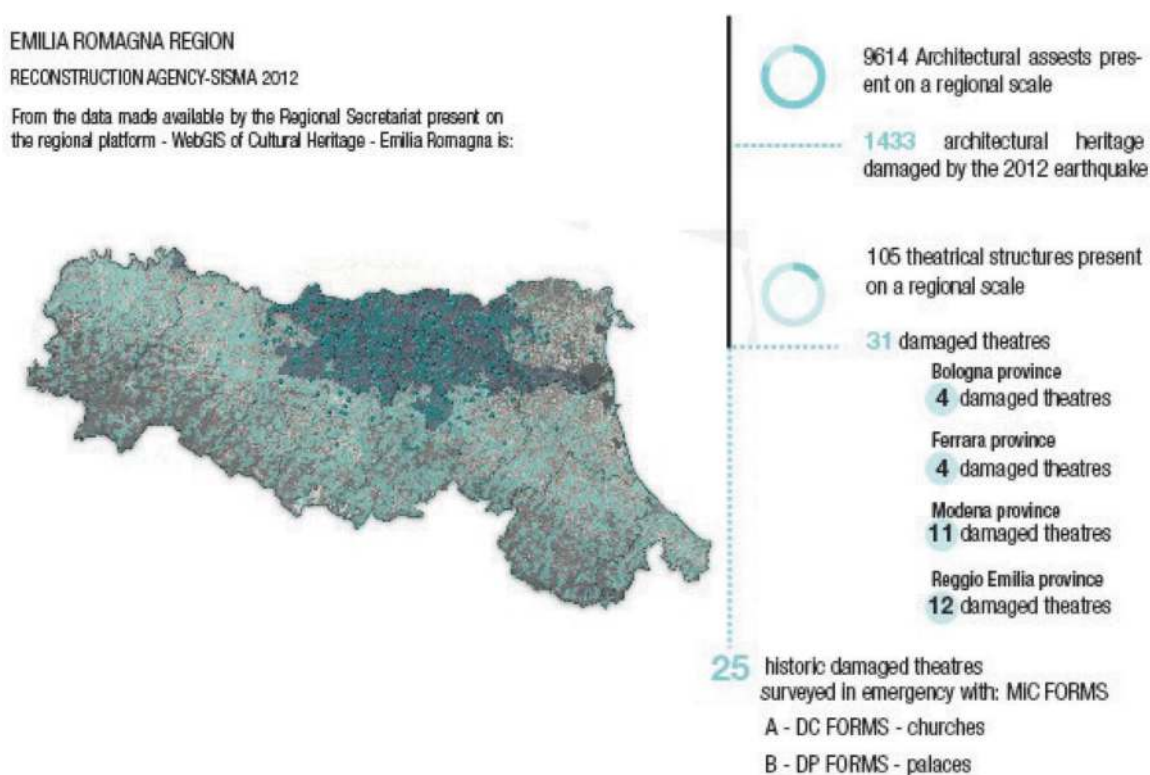 EMILIA ROMAGNA REGION
RECONSTRUCTION AGENCY-SISMA 2012
From the data made available by the Regional Secretariat present on
the regional platform - WebGIS of Cultural Heritage - Emilia Romagna is:
9614 Architectural assests pres-
ent on a regional scale
1433 architectural heritage
damaged by the 2012 earthquake
105 theatrical structures present
on a regional scale
31 damaged theatres
Bologna province
4 damaged theatres
Ferrara province
4 damaged theatres
Modena province
11 damaged theatres
Reggio Emilia province
12 damaged theatres
25 historic damaged theatres
surveyed in emergency with: MiC FORMS
A - DC FORMS - churches
B - DP FORMS - palaces